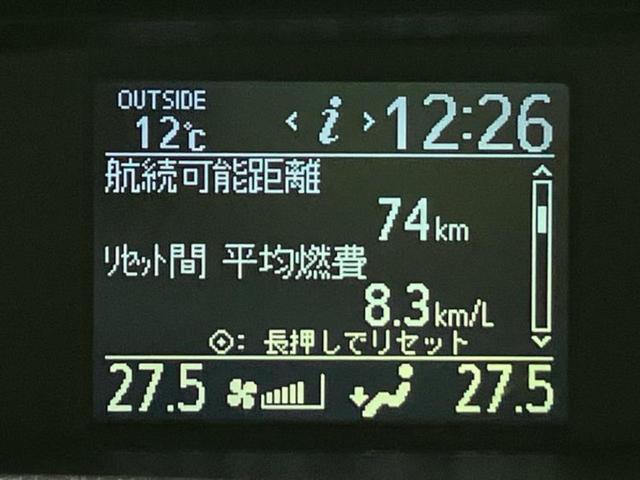 OUTSIDE
12℃ < i > 12:26
航続可能距離
74km
リセット間 平均燃費
8.3km/L
: 長押しでリセット
27.5 27.5